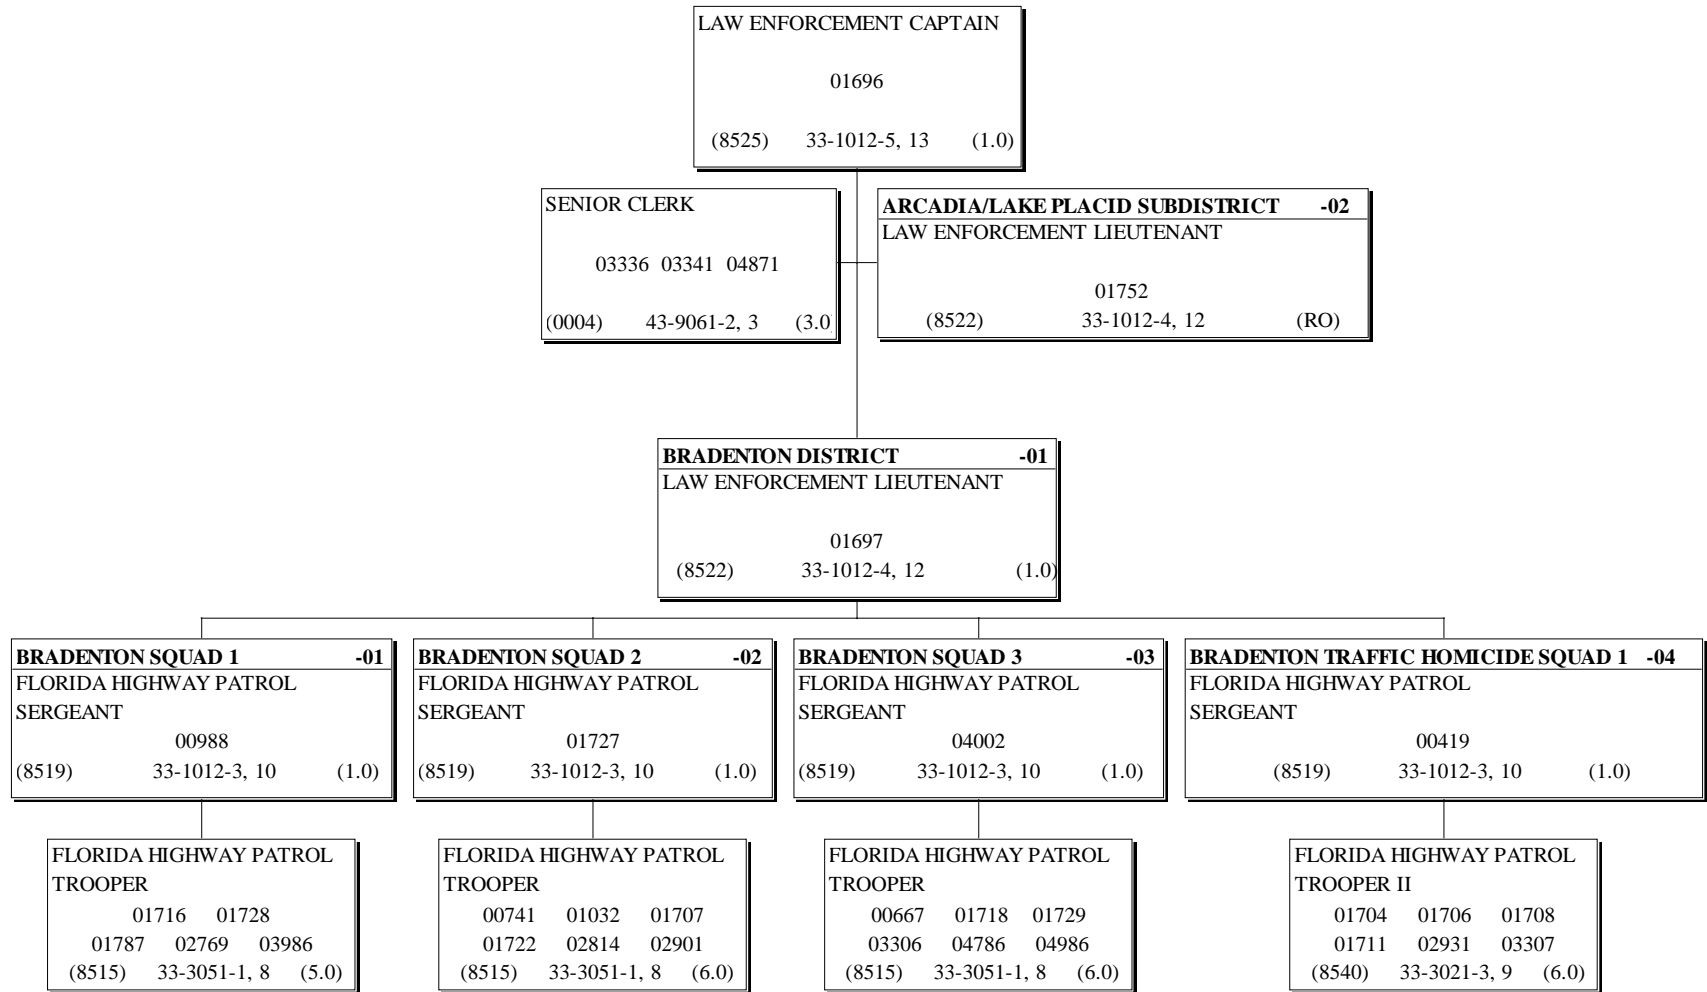 LAW ENFORCEMENT CAPTAIN
01696
(8525) 33-1012-5, 13 (1.0)
SENIOR CLERK
03336 03341 04871
(0004) 43-9061-2, 3 (3.0)
ARCADIA/LAKE PLACID SUBDISTRICT -02
LAW ENFORCEMENT LIEUTENANT
01752
(8522) 33-1012-4, 12 (RO)
BRADENTON DISTRICT -01
LAW ENFORCEMENT LIEUTENANT
01697
(8522) 33-1012-4, 12 (1.0)
BRADENTON SQUAD 1 -01
FLORIDA HIGHWAY PATROL
SERGEANT
00988
(8519) 33-1012-3, 10 (1.0)
BRADENTON SQUAD 2 -02
FLORIDA HIGHWAY PATROL
SERGEANT
01727
(8519) 33-1012-3, 10 (1.0)
BRADENTON SQUAD 3 -03
FLORIDA HIGHWAY PATROL
SERGEANT
04002
(8519) 33-1012-3, 10 (1.0)
BRADENTON TRAFFIC HOMICIDE SQUAD 1 -04
FLORIDA HIGHWAY PATROL
SERGEANT
00419
(8519) 33-1012-3, 10 (1.0)
FLORIDA HIGHWAY PATROL
TROOPER
01716 01728
01787 02769 03986
(8515) 33-3051-1, 8 (5.0)
FLORIDA HIGHWAY PATROL
TROOPER
00741 01032 01707
01722 02814 02901
(8515) 33-3051-1, 8 (6.0)
FLORIDA HIGHWAY PATROL
TROOPER
00667 01718 01729
03306 04786 04986
(8515) 33-3051-1, 8 (6.0)
FLORIDA HIGHWAY PATROL
TROOPER II
01704 01706 01708
01711 02931 03307
(8540) 33-3021-3, 9 (6.0)